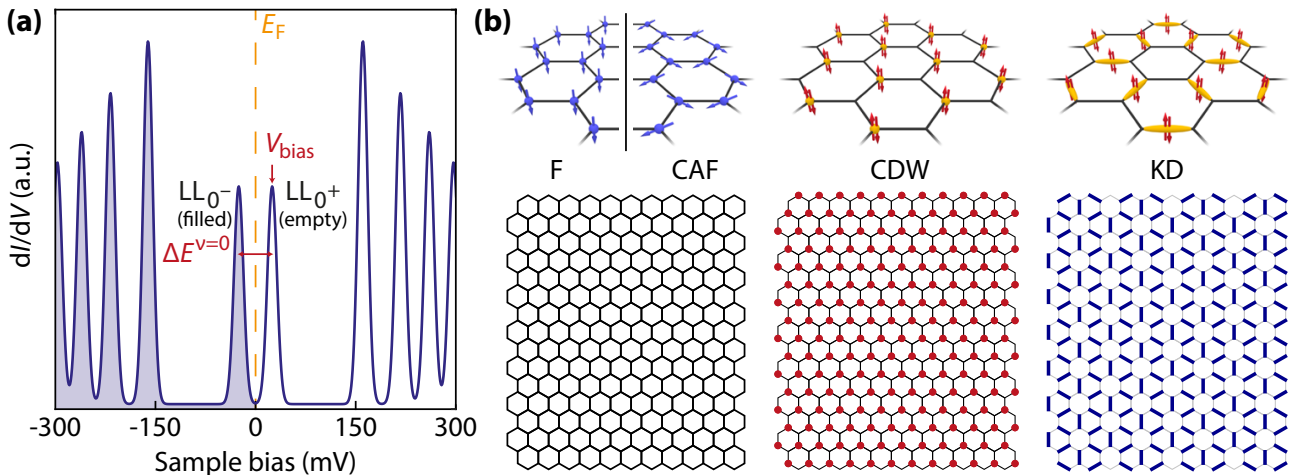 (a)
E_F
V_bias
LL_0^- LL_0^+
(filled) (empty)
ΔE^ν=0
dI/dV (a.u.)
-300 -150 0 150 300
Sample bias (mV)
(b)
F CAF CDW KD